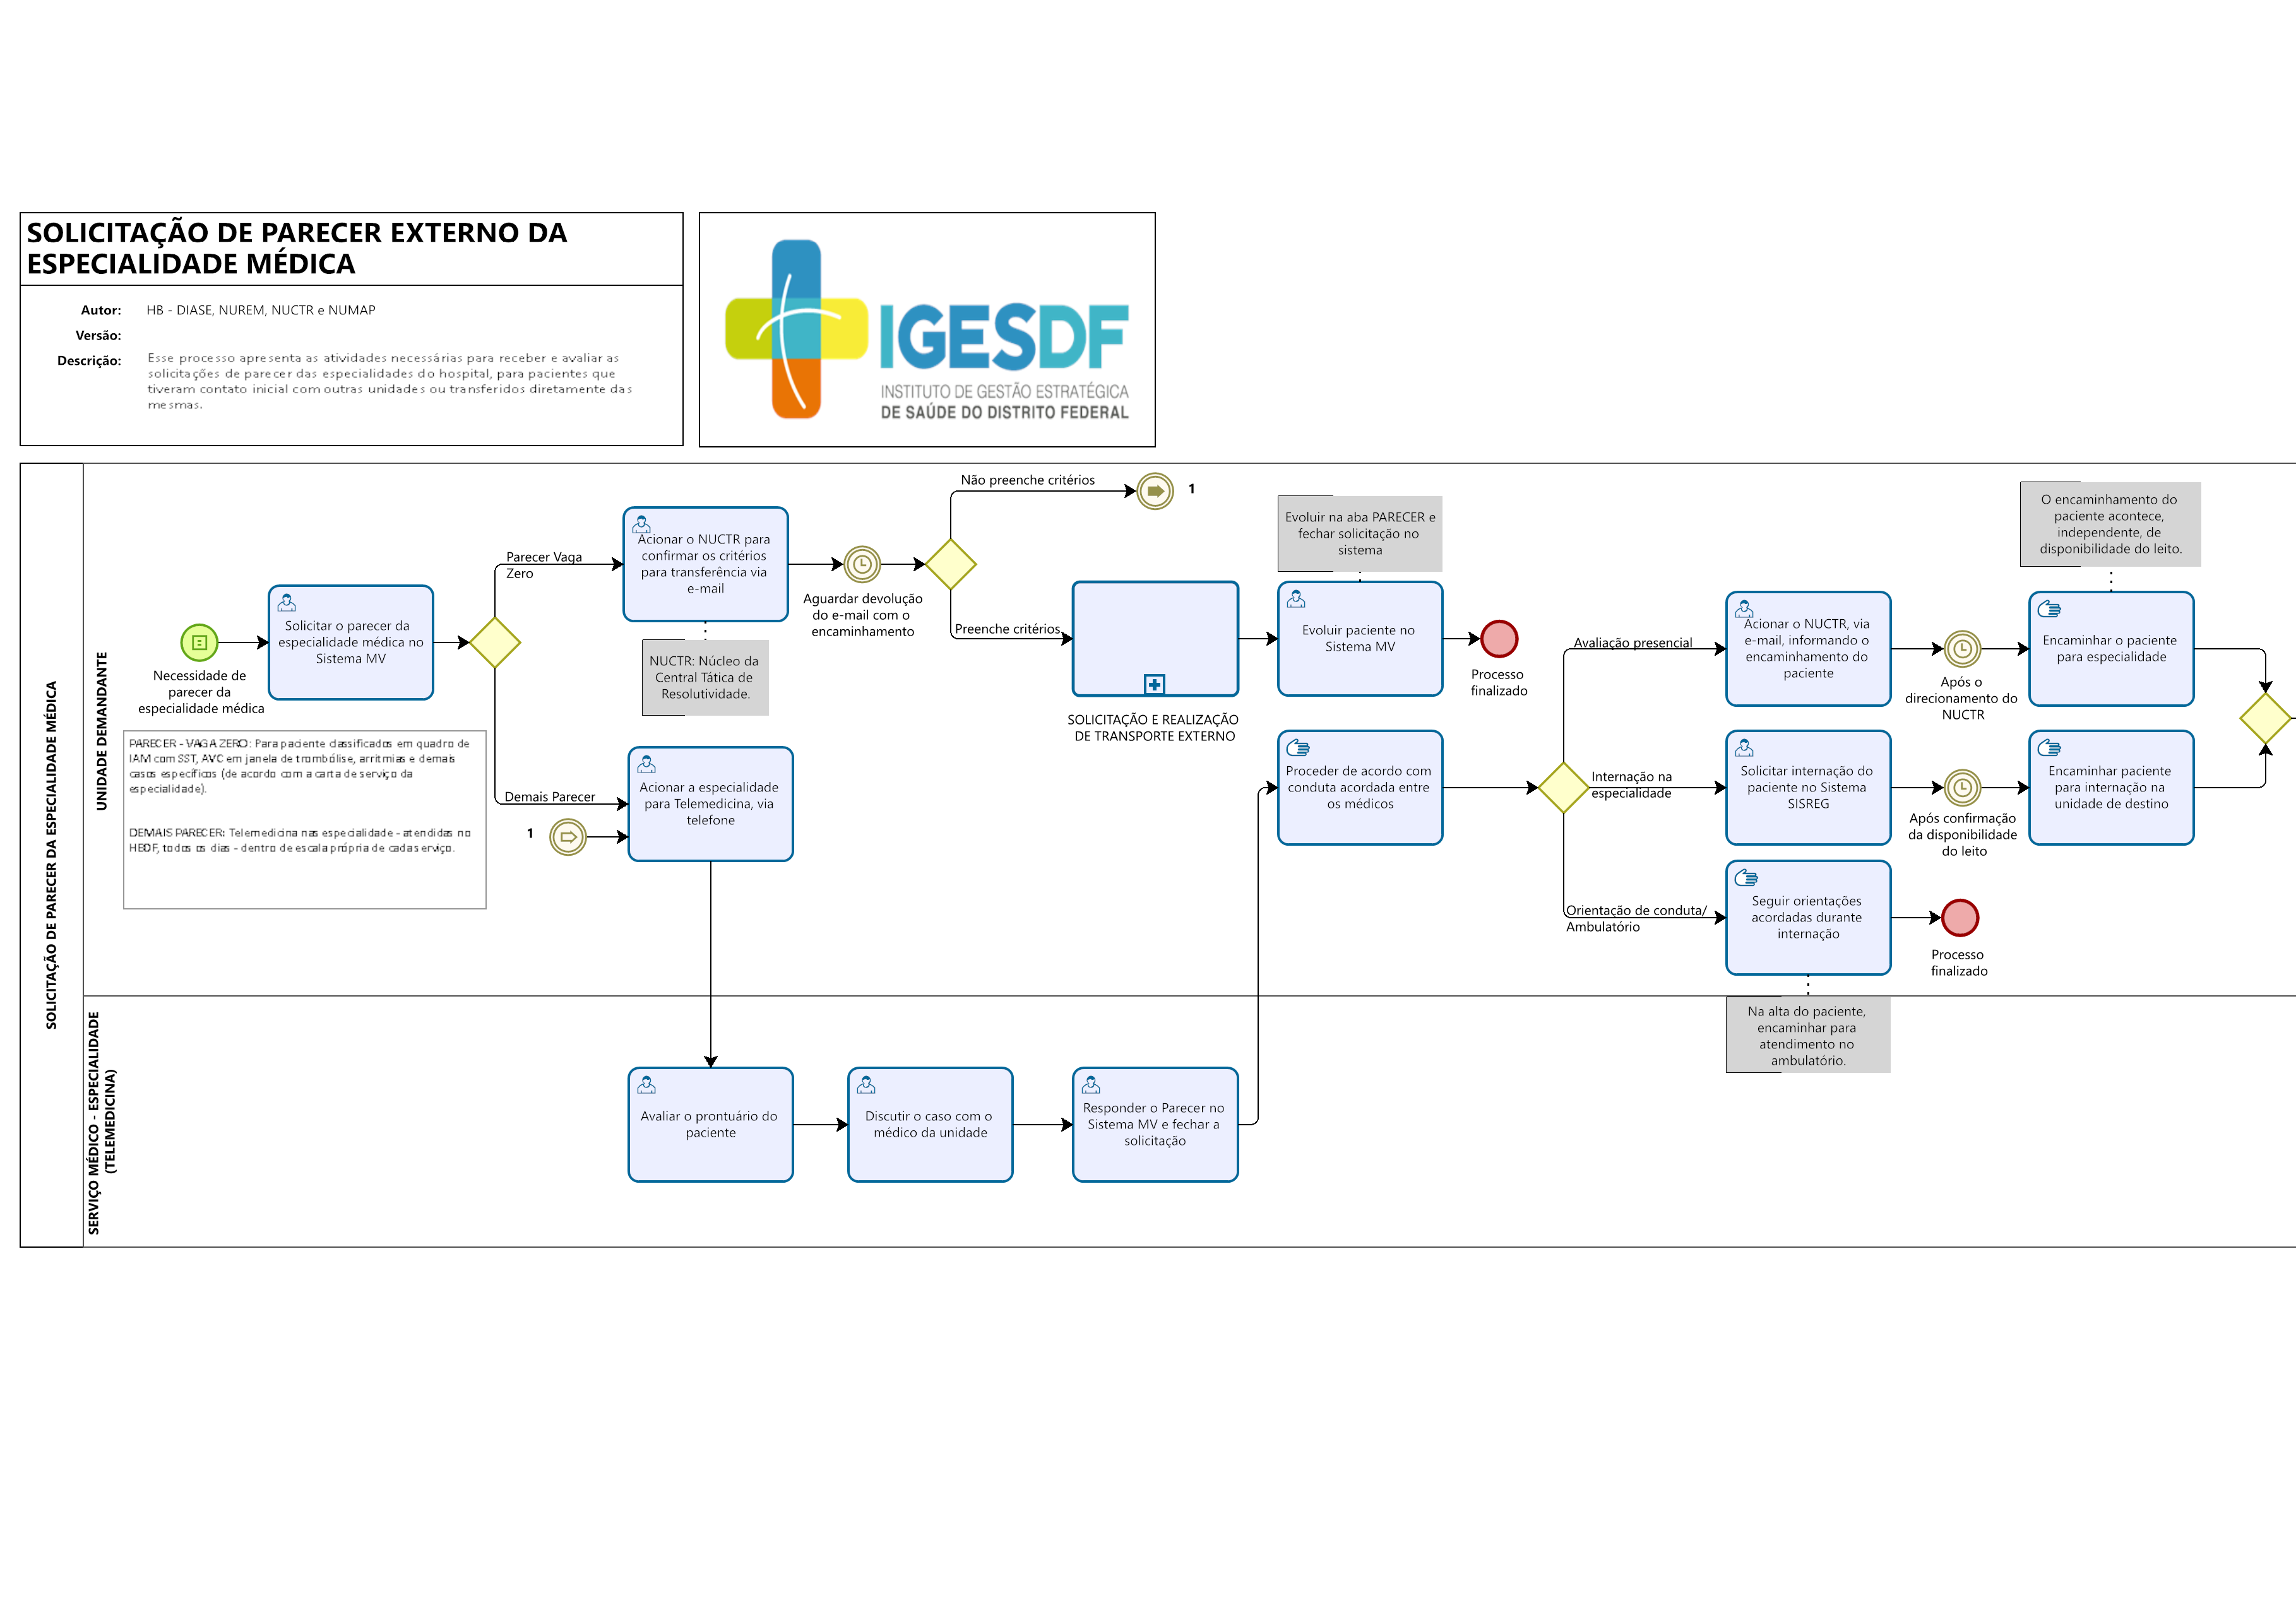 SOLICITAÇÃO DE PARECER EXTERNO DA
ESPECIALIDADE MÉDICA
Autor: HB - DIASE, NUREM, NUCTR e NUMAP
Versão:
Descrição: Esse processo apresenta as atividades necessárias para receber e avaliar as
solicitações de parecer das especialidades do hospital, para pacientes que
tiveram contato inicial com outras unidades ou transferidos diretamente das
mesmas.
IGESDF
INSTITUTO DE GESTÃO ESTRATÉGICA
DE SAÚDE DO DISTRITO FEDERAL
SOLICITAÇÃO DE PARECER DA ESPECIALIDADE MÉDICA
UNIDADE DEMANDANTE
Necessidade de
parecer da
especialidade médica
Solicitar o parecer da
especialidade médica no
Sistema MV
Parecer Vaga
Zero
Acionar o NUCTR para
confirmar os critérios
para transferência via
e-mail
NUCTR: Núcleo da
Central Tática de
Resolutividade.
Aguardar devolução
do e-mail com o
encaminhamento
Não preenche critérios
1
Preenche critérios
SOLICITAÇÃO E REALIZAÇÃO
DE TRANSPORTE EXTERNO
Evoluir na aba PARECER e
fechar solicitação no
sistema
Evoluir paciente no
Sistema MV
Processo
finalizado
PARECER - VAGA ZERO: Para paciente classificados em quadro de
IAM com SST, AVC em janela de trombólise, arritmias e demais
casos específicos (de acordo com a carta de serviço da
especialidade).
DEMAIS PARECER: Telemedicina nas especialidade - atendidas no
HBDF, todos os dias - dentro de escala própria de cada serviço.
Demais Parecer
1
Acionar a especialidade
para Telemedicina, via
telefone
Proceder de acordo com
conduta acordada entre
os médicos
Avaliação presencial
Acionar o NUCTR, via
e-mail, informando o
encaminhamento do
paciente
Após o
direcionamento do
NUCTR
O encaminhamento do
paciente acontece,
independente, de
disponibilidade do leito.
Encaminhar o paciente
para especialidade
Internação na
especialidade
Solicitar internação do
paciente no Sistema
SISREG
Após confirmação
da disponibilidade
do leito
Encaminhar paciente
para internação na
unidade de destino
Orientação de conduta/
Ambulatório
Seguir orientações
acordadas durante
internação
Processo
finalizado
Na alta do paciente,
encaminhar para
atendimento no
ambulatório.
SERVIÇO MÉDICO - ESPECIALIDADE
(TELEMEDICINA)
Avaliar o prontuário do
paciente
Discutir o caso com o
médico da unidade
Responder o Parecer no
Sistema MV e fechar a
solicitação